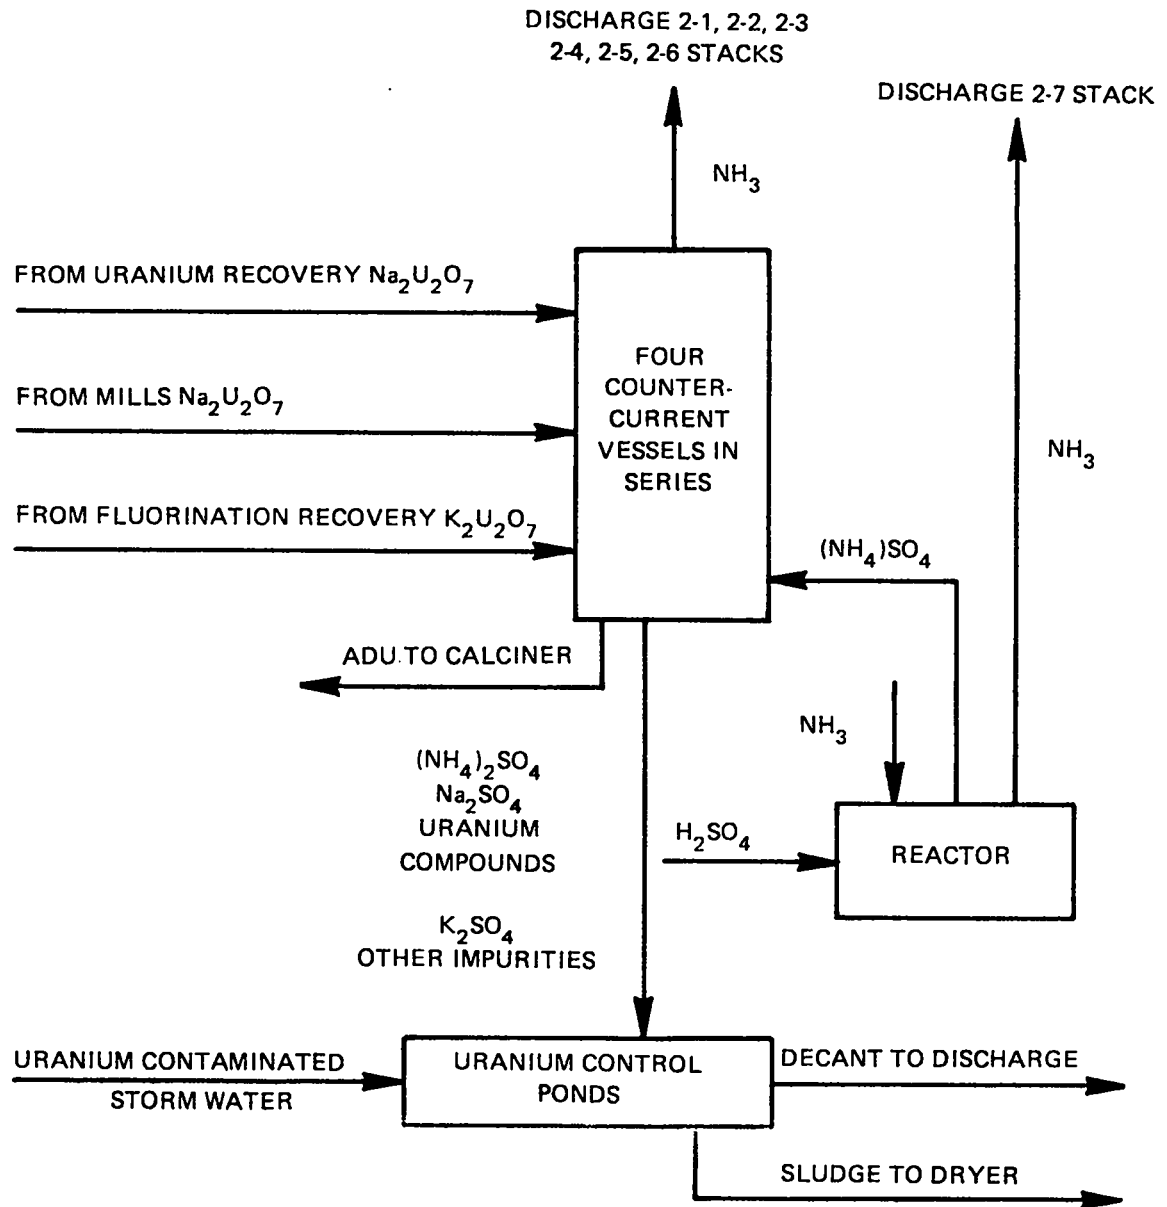 DISCHARGE 2-1, 2-2, 2-3
2-4, 2-5, 2-6 STACKS
DISCHARGE 2-7 STACK
NH3
FROM URANIUM RECOVERY Na2U2O7
FOUR
COUNTER-
CURRENT
VESSELS IN
SERIES
FROM MILLS Na2U2O7
NH3
FROM FLUORINATION RECOVERY K2U2O7
(NH4)SO4
ADU TO CALCINER
NH3
(NH4)2SO4
Na2SO4
URANIUM
COMPOUNDS
H2SO4
REACTOR
K2SO4
OTHER IMPURITIES
URANIUM CONTAMINATED
STORM WATER
URANIUM CONTROL
PONDS
DECANT TO DISCHARGE
SLUDGE TO DRYER